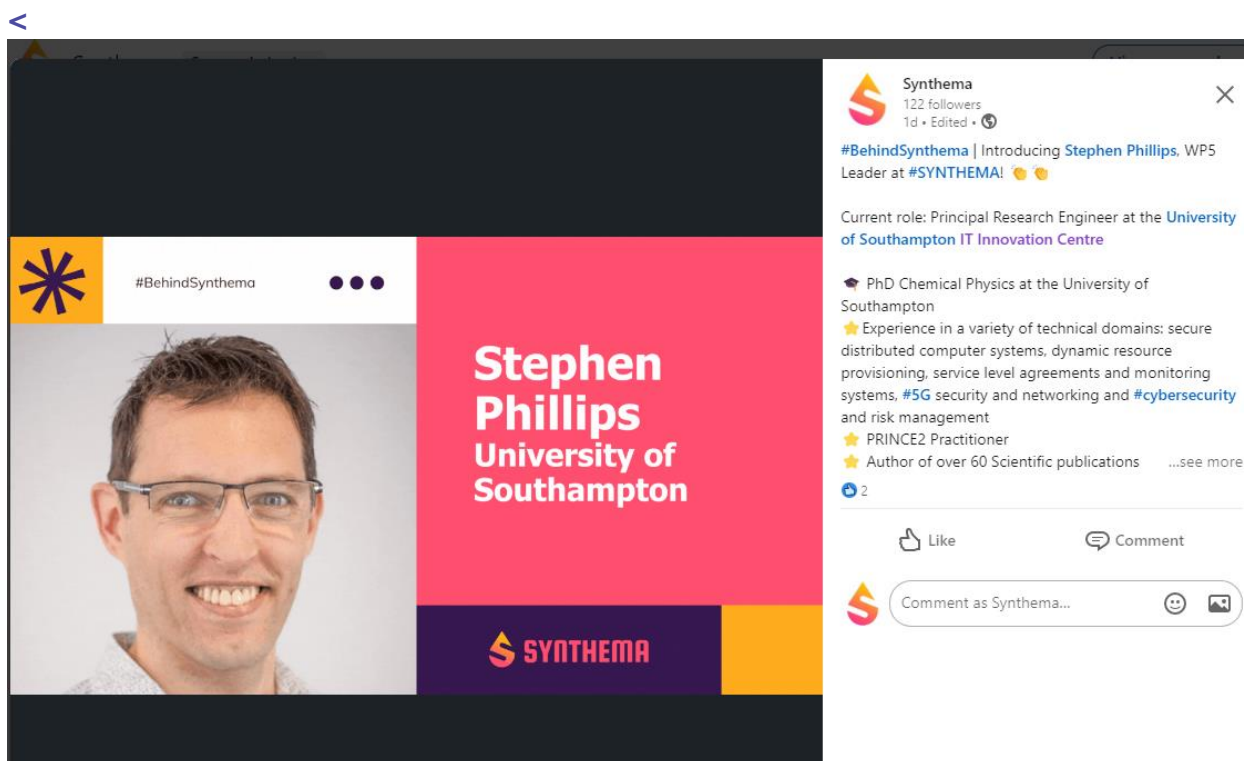 <
#BehindSynthema
Stephen
Phillips
University of
Southampton
SYNTHEMA
Synthema
122 followers
1d • Edited •
#BehindSynthema | Introducing Stephen Phillips, WP5
Leader at #SYNTHEMA! 👏 👏
Current role: Principal Research Engineer at the University
of Southampton IT Innovation Centre
🎓 PhD Chemical Physics at the University of
Southampton
⭐ Experience in a variety of technical domains: secure
distributed computer systems, dynamic resource
provisioning, service level agreements and monitoring
systems, #5G security and networking and #cybersecurity
and risk management
⭐ PRINCE2 Practitioner
⭐ Author of over 60 Scientific publications ...see more
2
Like Comment
Comment as Synthema...